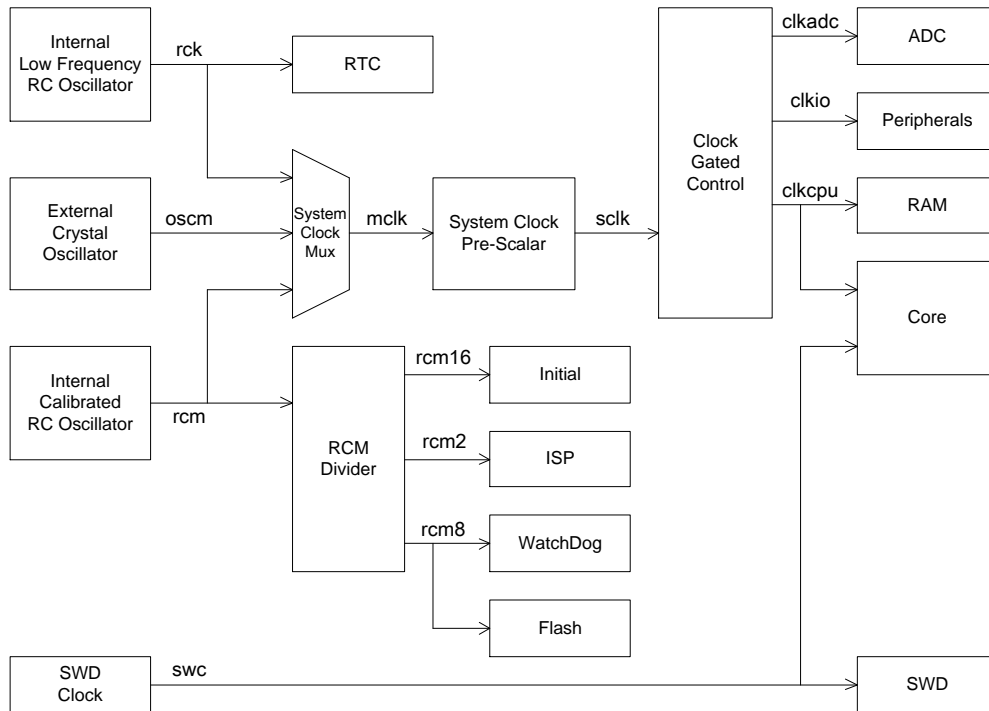 Internal
Low Frequency
RC Oscillator
rck
RTC
clkadc
ADC
clkio
Peripherals
Clock
Gated
Control
clkcpu
RAM
External
Crystal
Oscillator
oscm
System
Clock
Mux
mclk
System Clock
Pre-Scalar
sclk
Core
Internal
Calibrated
RC Oscillator
rcm
RCM
Divider
rcm16
Initial
rcm2
ISP
rcm8
WatchDog
Flash
SWD
Clock
swc
SWD